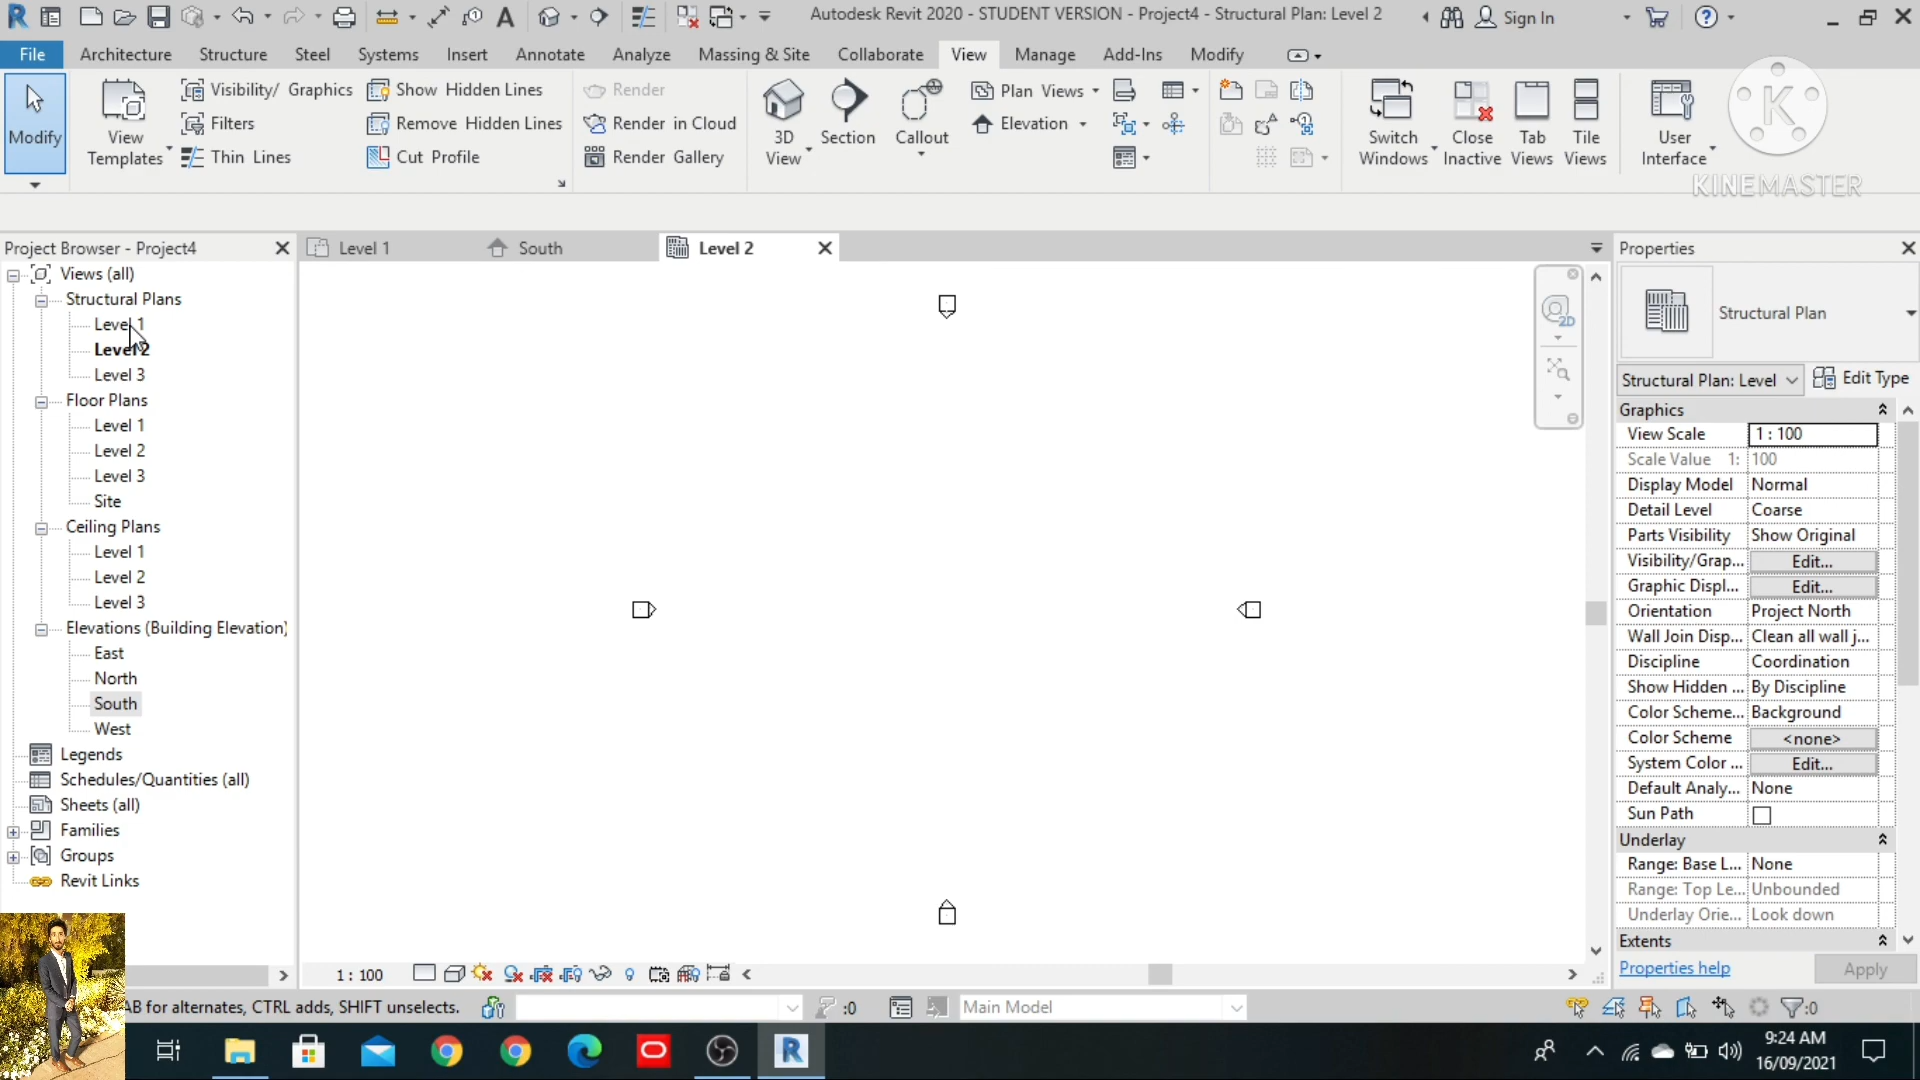 Autodesk Revit 2020 - STUDENT VERSION - Project4 - Structural Plan: Level 2
Sign In
File Architecture Structure Steel Systems Insert Annotate Analyze Massing & Site Collaborate View Manage Add-Ins Modify
Modify
View Templates
Visibility/ Graphics
Filters
Thin Lines
Show Hidden Lines
Remove Hidden Lines
Cut Profile
Render
Render in Cloud
Render Gallery
3D View
Section
Callout
Plan Views
Elevation
Switch Windows
Close Inactive
Tab Views
Tile Views
User Interface
K
KINEMASTER
Project Browser - Project4
Views (all)
Structural Plans
Level 1
Level 2
Level 3
Floor Plans
Level 1
Level 2
Level 3
Site
Ceiling Plans
Level 1
Level 2
Level 3
Elevations (Building Elevation)
East
North
South
West
Legends
Schedules/Quantities (all)
Sheets (all)
Families
Groups
Revit Links
Level 1
South
Level 2
2D
Properties
Structural Plan
Structural Plan: Level
Edit Type
Graphics
View Scale 1 : 100
Scale Value 1: 100
Display Model Normal
Detail Level Coarse
Parts Visibility Show Original
Visibility/Grap... Edit...
Graphic Displ... Edit...
Orientation Project North
Wall Join Disp... Clean all wall j...
Discipline Coordination
Show Hidden ... By Discipline
Color Scheme... Background
Color Scheme <none>
System Color ... Edit...
Default Analy... None
Sun Path
Underlay
Range: Base L... None
Range: Top Le... Unbounded
Underlay Orie... Look down
Extents
Properties help
Apply
1 : 100
AB for alternates, CTRL adds, SHIFT unselects.
:0
Main Model
:0
9:24 AM
16/09/2021